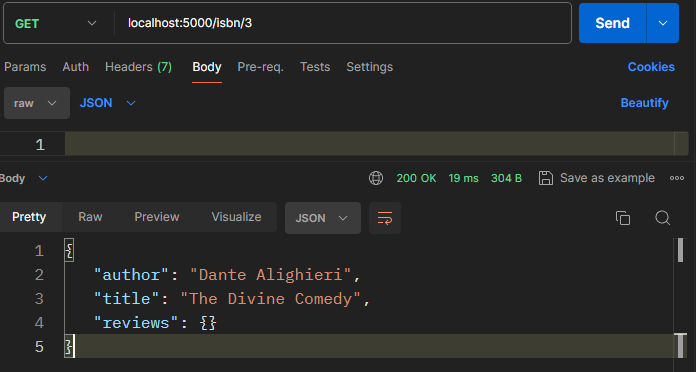 GET localhost:5000/isbn/3 Send
Params Auth Headers (7) Body Pre-req. Tests Settings Cookies
raw JSON Beautify
1
Body 200 OK 19 ms 304 B Save as example
Pretty Raw Preview Visualize JSON
1 {
2 "author": "Dante Alighieri",
3 "title": "The Divine Comedy",
4 "reviews": {}
5 }